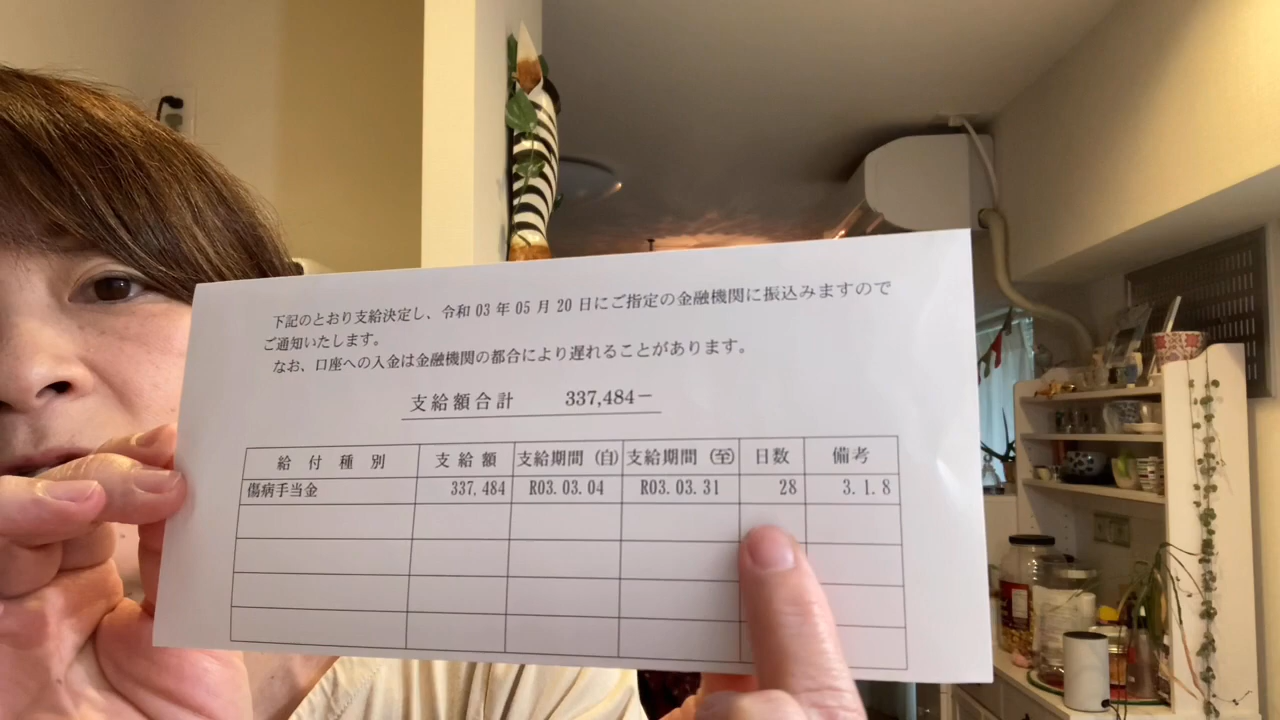 下記のとおり支給決定し、令和03年05月20日にご指定の金融機関に振込みますので
ご通知いたします。
なお、口座への入金は金融機関の都合により遅れることがあります。
支給額合計 337,484－
給付種別 支給額 支給期間(自) 支給期間(至) 日数 備考
傷病手当金 337,484 R03.03.04 R03.03.31 28 3.1.8